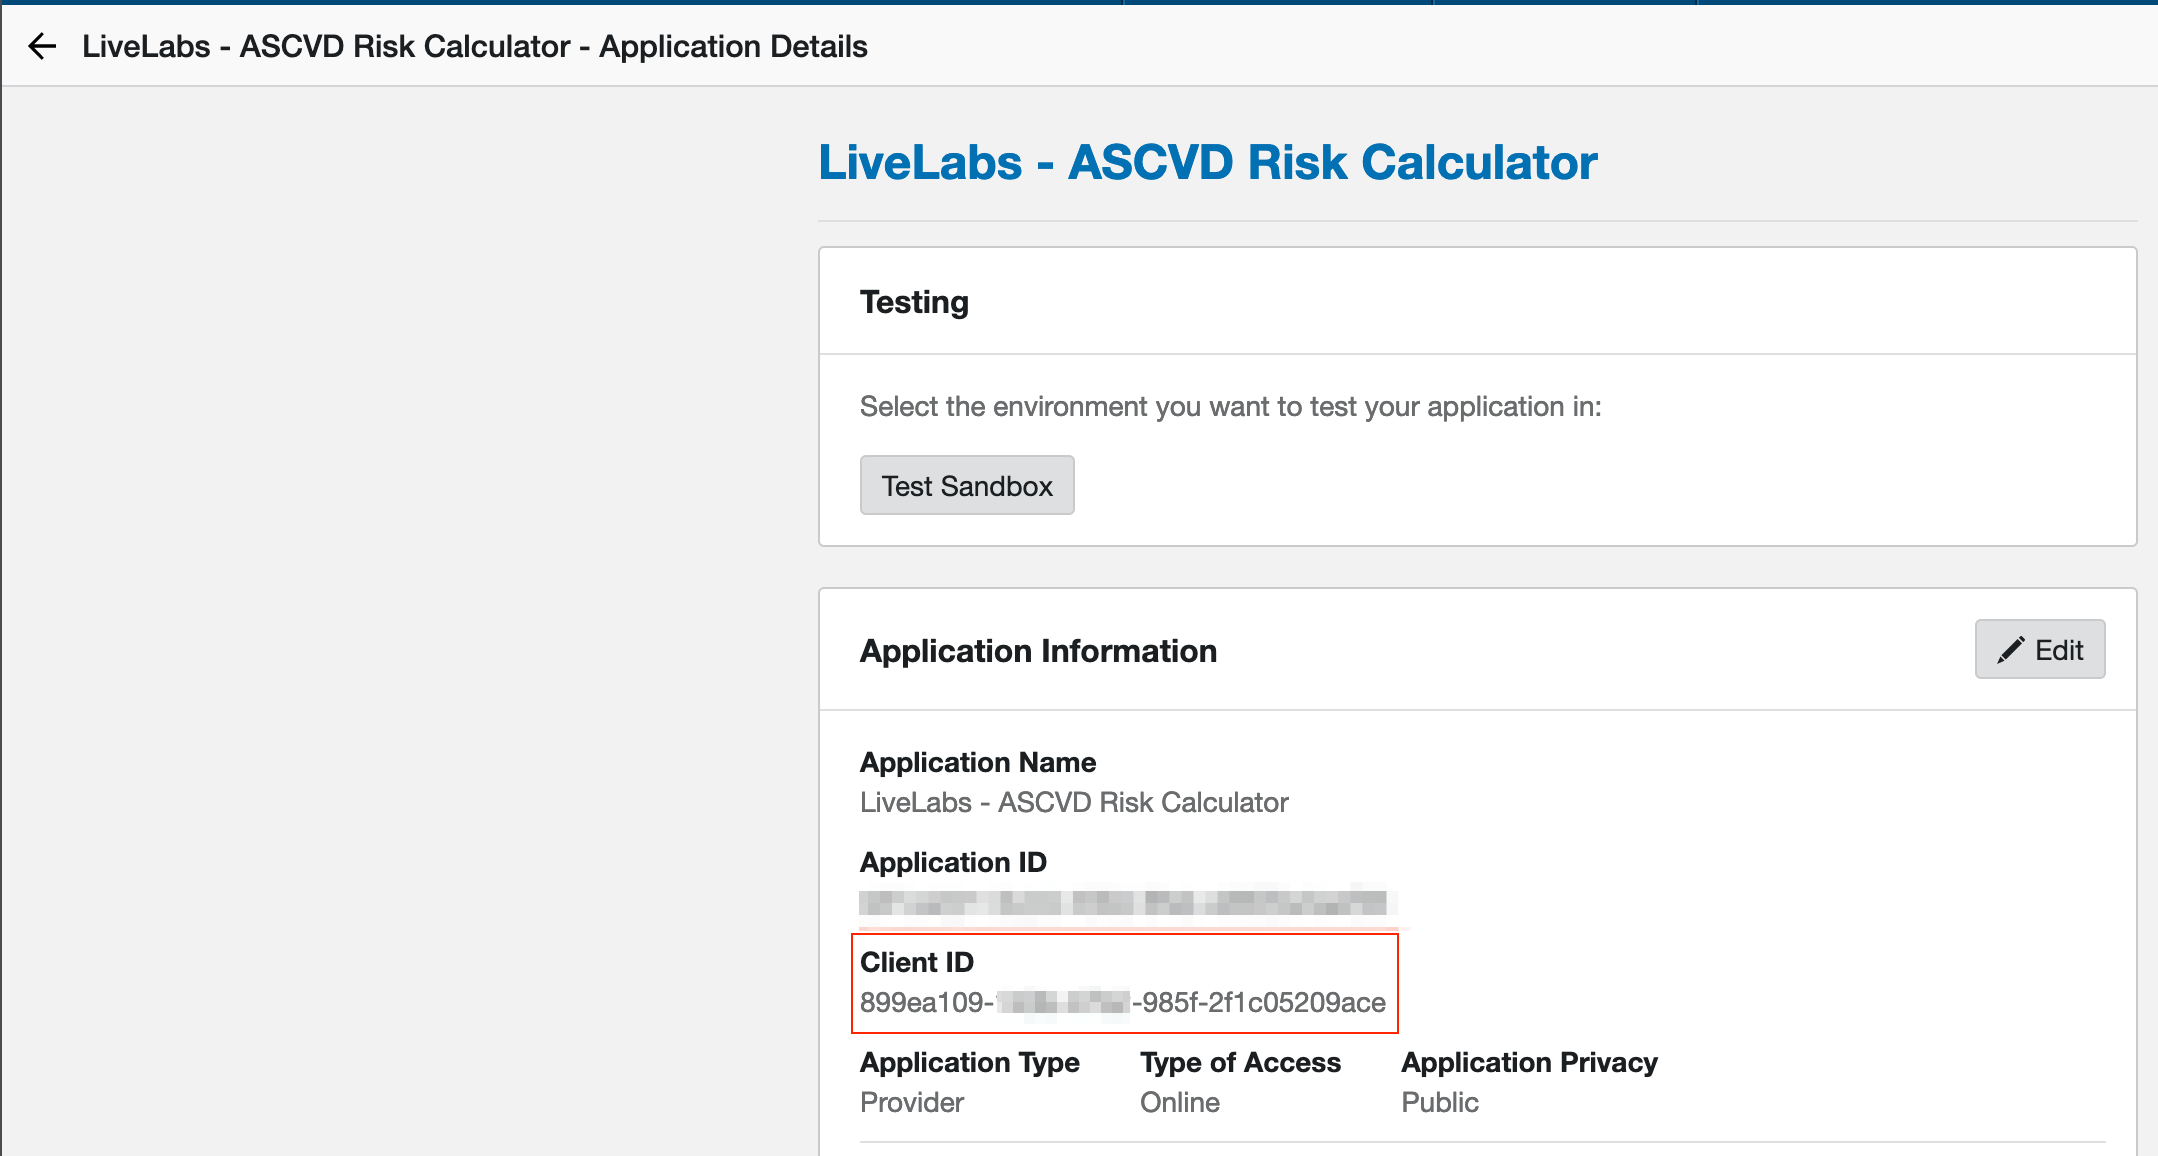 LiveLabs - ASCVD Risk Calculator - Application Details
LiveLabs - ASCVD Risk Calculator
Testing
Select the environment you want to test your application in:
Test Sandbox
Application Information
Edit
Application Name
LiveLabs - ASCVD Risk Calculator
Application ID
Client ID
899ea109- -985f-2f1c05209ace
Application Type Type of Access Application Privacy
Provider Online Public